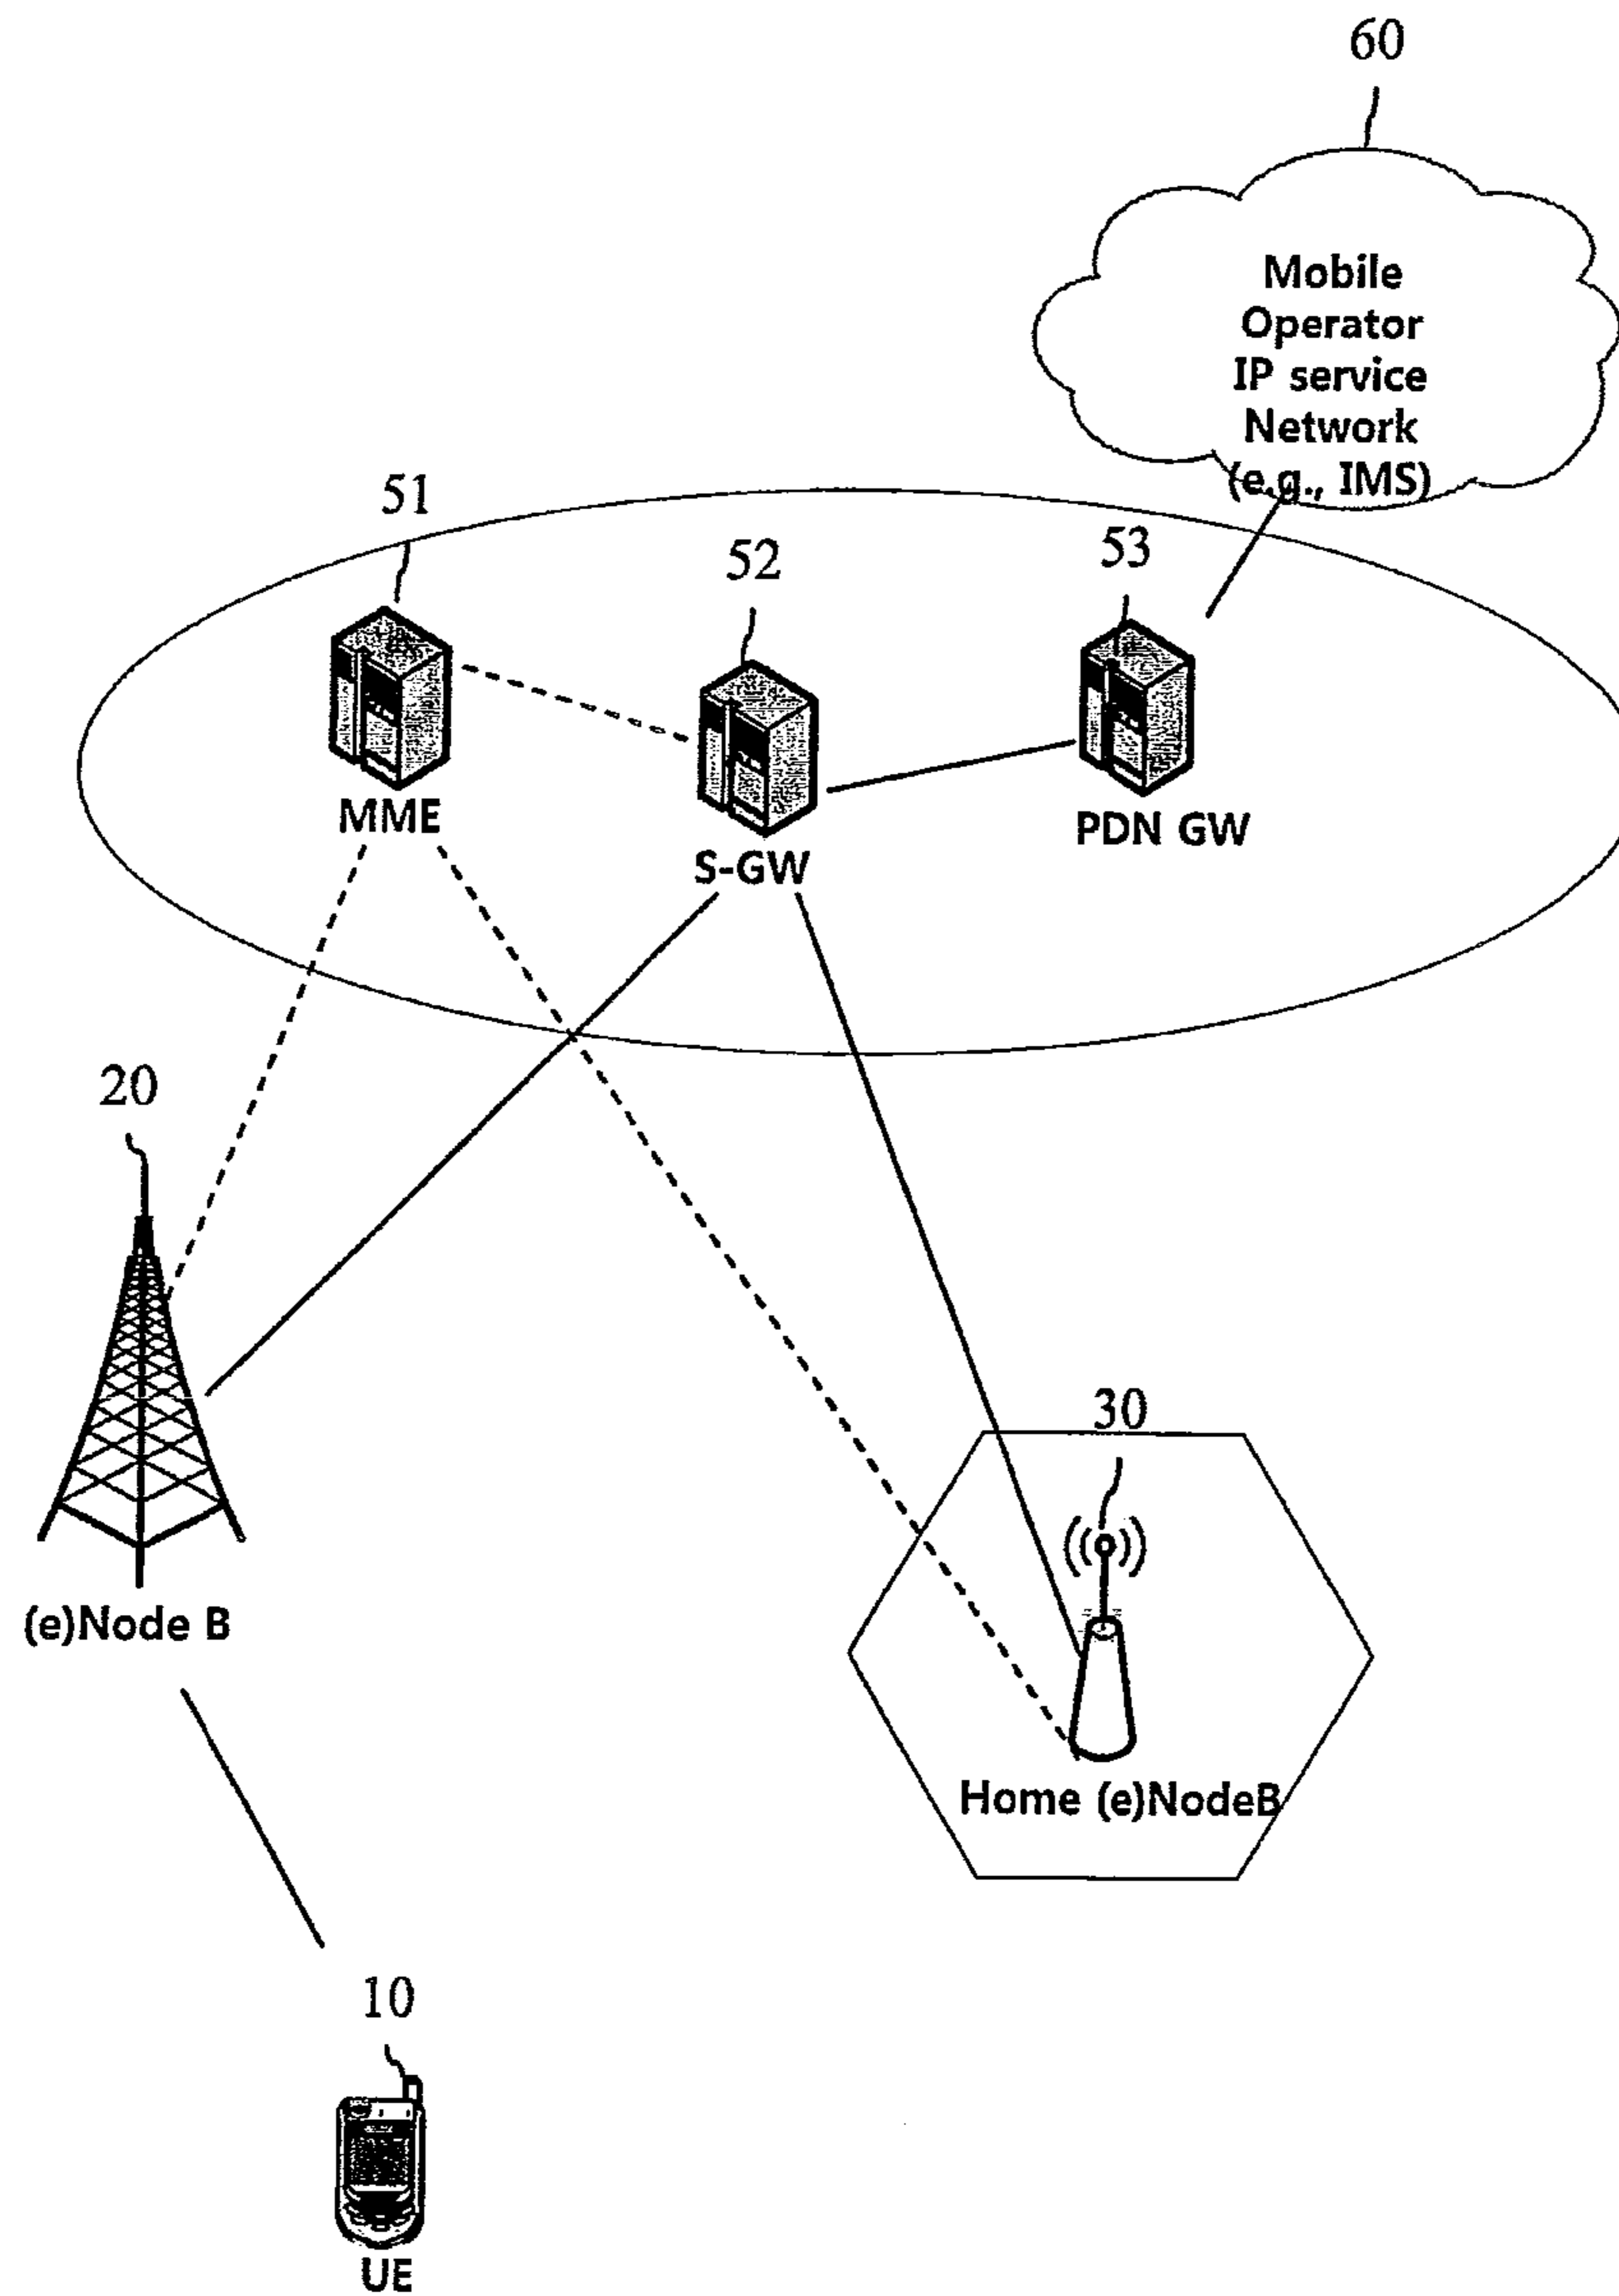 60
Mobile
Operator
IP service
Network
(e.g., IMS)
51
52
53
MME
S-GW
PDN GW
20
30
(e)Node B
Home (e)NodeB
10
UE